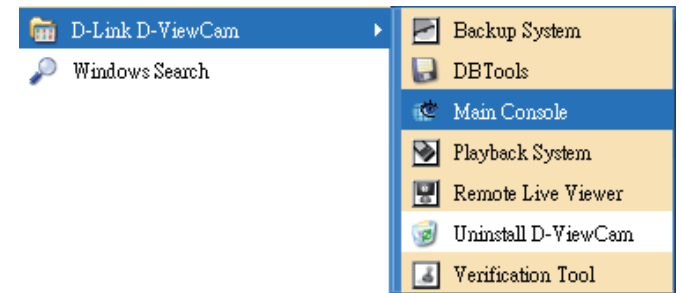 D-Link D-ViewCam
Windows Search
Backup System
DBTools
Main Console
Playback System
Remote Live Viewer
Uninstall D-ViewCam
Verification Tool